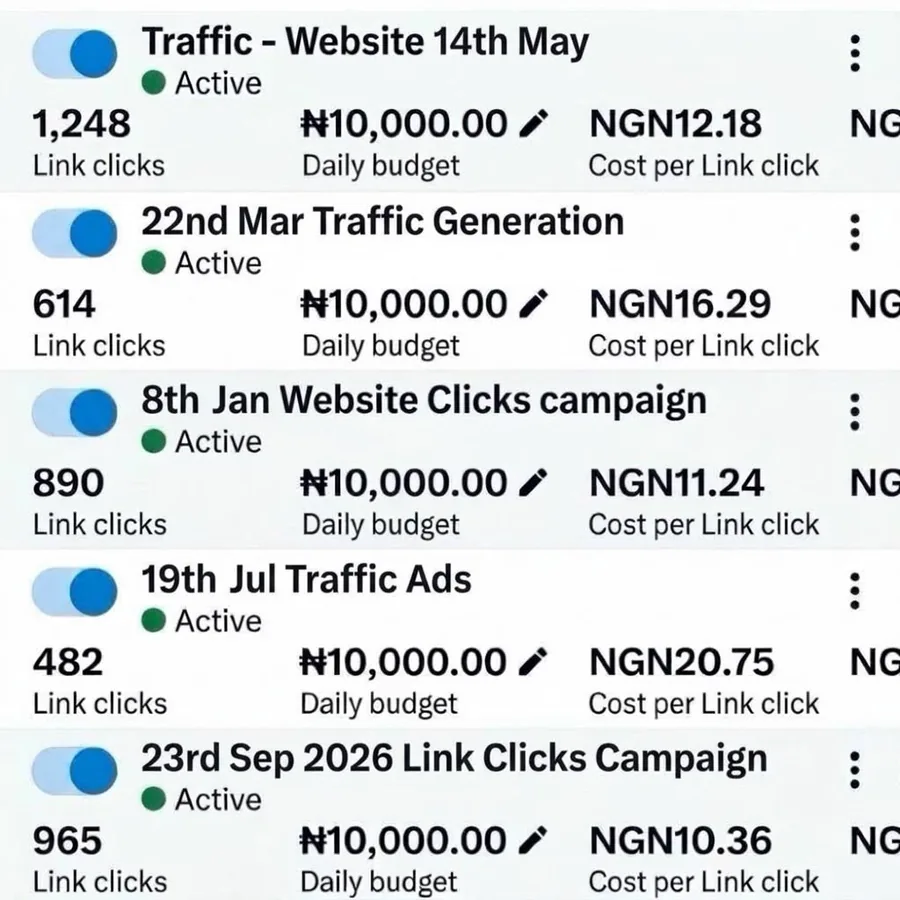 Traffic - Website 14th May
Active
1,248 ₦10,000.00 NGN12.18 NG
Link clicks Daily budget Cost per Link click
22nd Mar Traffic Generation
Active
614 ₦10,000.00 NGN16.29 NG
Link clicks Daily budget Cost per Link click
8th Jan Website Clicks campaign
Active
890 ₦10,000.00 NGN11.24 NG
Link clicks Daily budget Cost per Link click
19th Jul Traffic Ads
Active
482 ₦10,000.00 NGN20.75 NG
Link clicks Daily budget Cost per Link click
23rd Sep 2026 Link Clicks Campaign
Active
965 ₦10,000.00 NGN10.36 NG
Link clicks Daily budget Cost per Link click